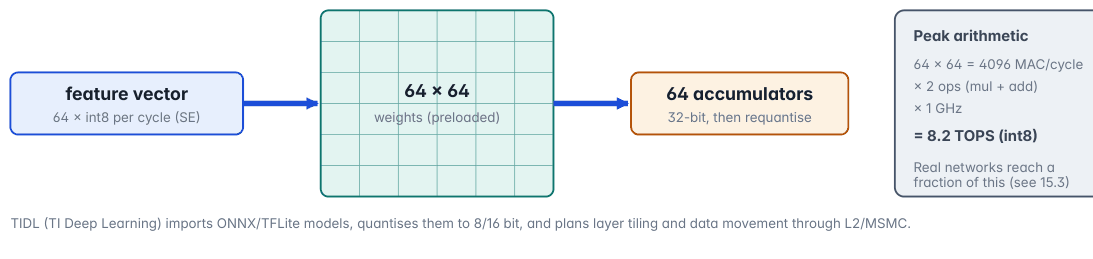 feature vector
64 × int8 per cycle (SE)
64 × 64
weights (preloaded)
64 accumulators
32-bit, then requantise
Peak arithmetic
64 × 64 = 4096 MAC/cycle
× 2 ops (mul + add)
× 1 GHz
= 8.2 TOPS (int8)
Real networks reach a
fraction of this (see 15.3)
TIDL (TI Deep Learning) imports ONNX/TFLite models, quantises them to 8/16 bit, and plans layer tiling and data movement through L2/MSMC.